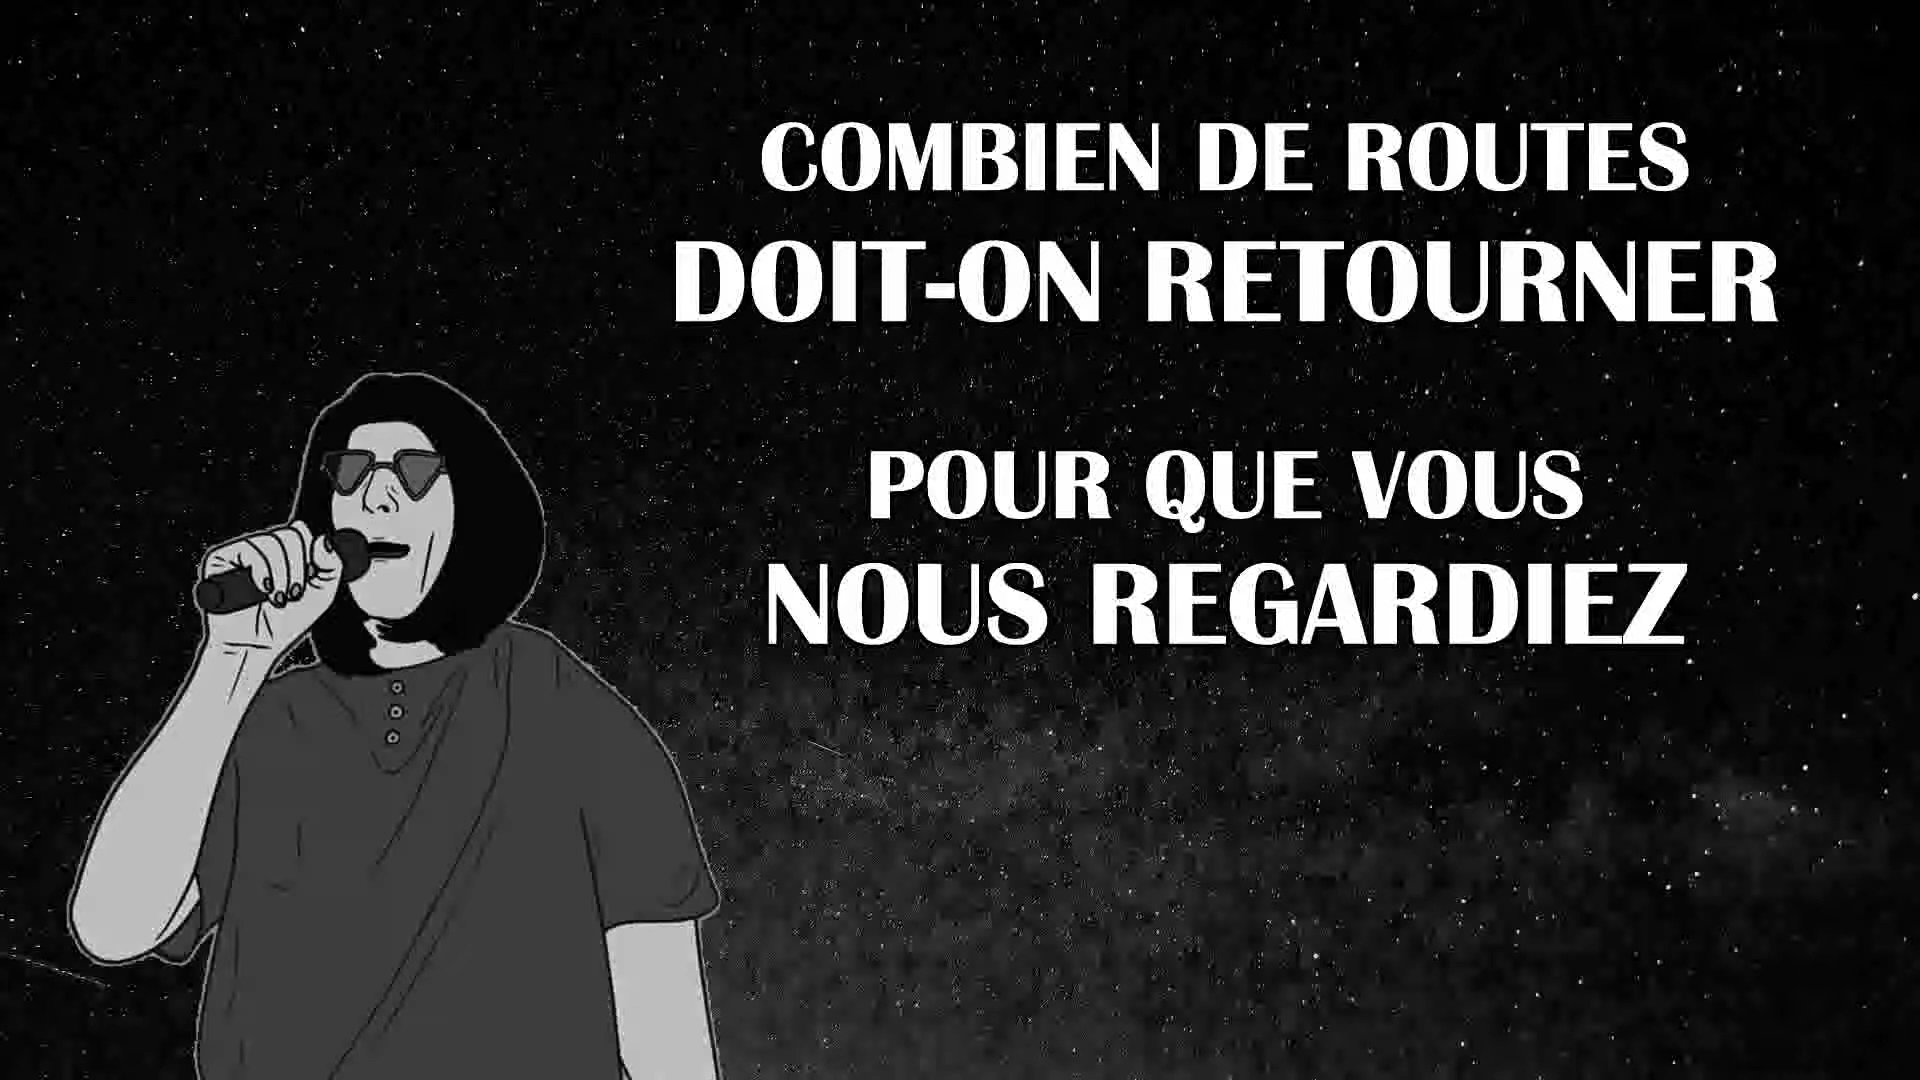 COMBIEN DE ROUTES
DOIT-ON RETOURNER
POUR QUE VOUS
NOUS REGARDIEZ